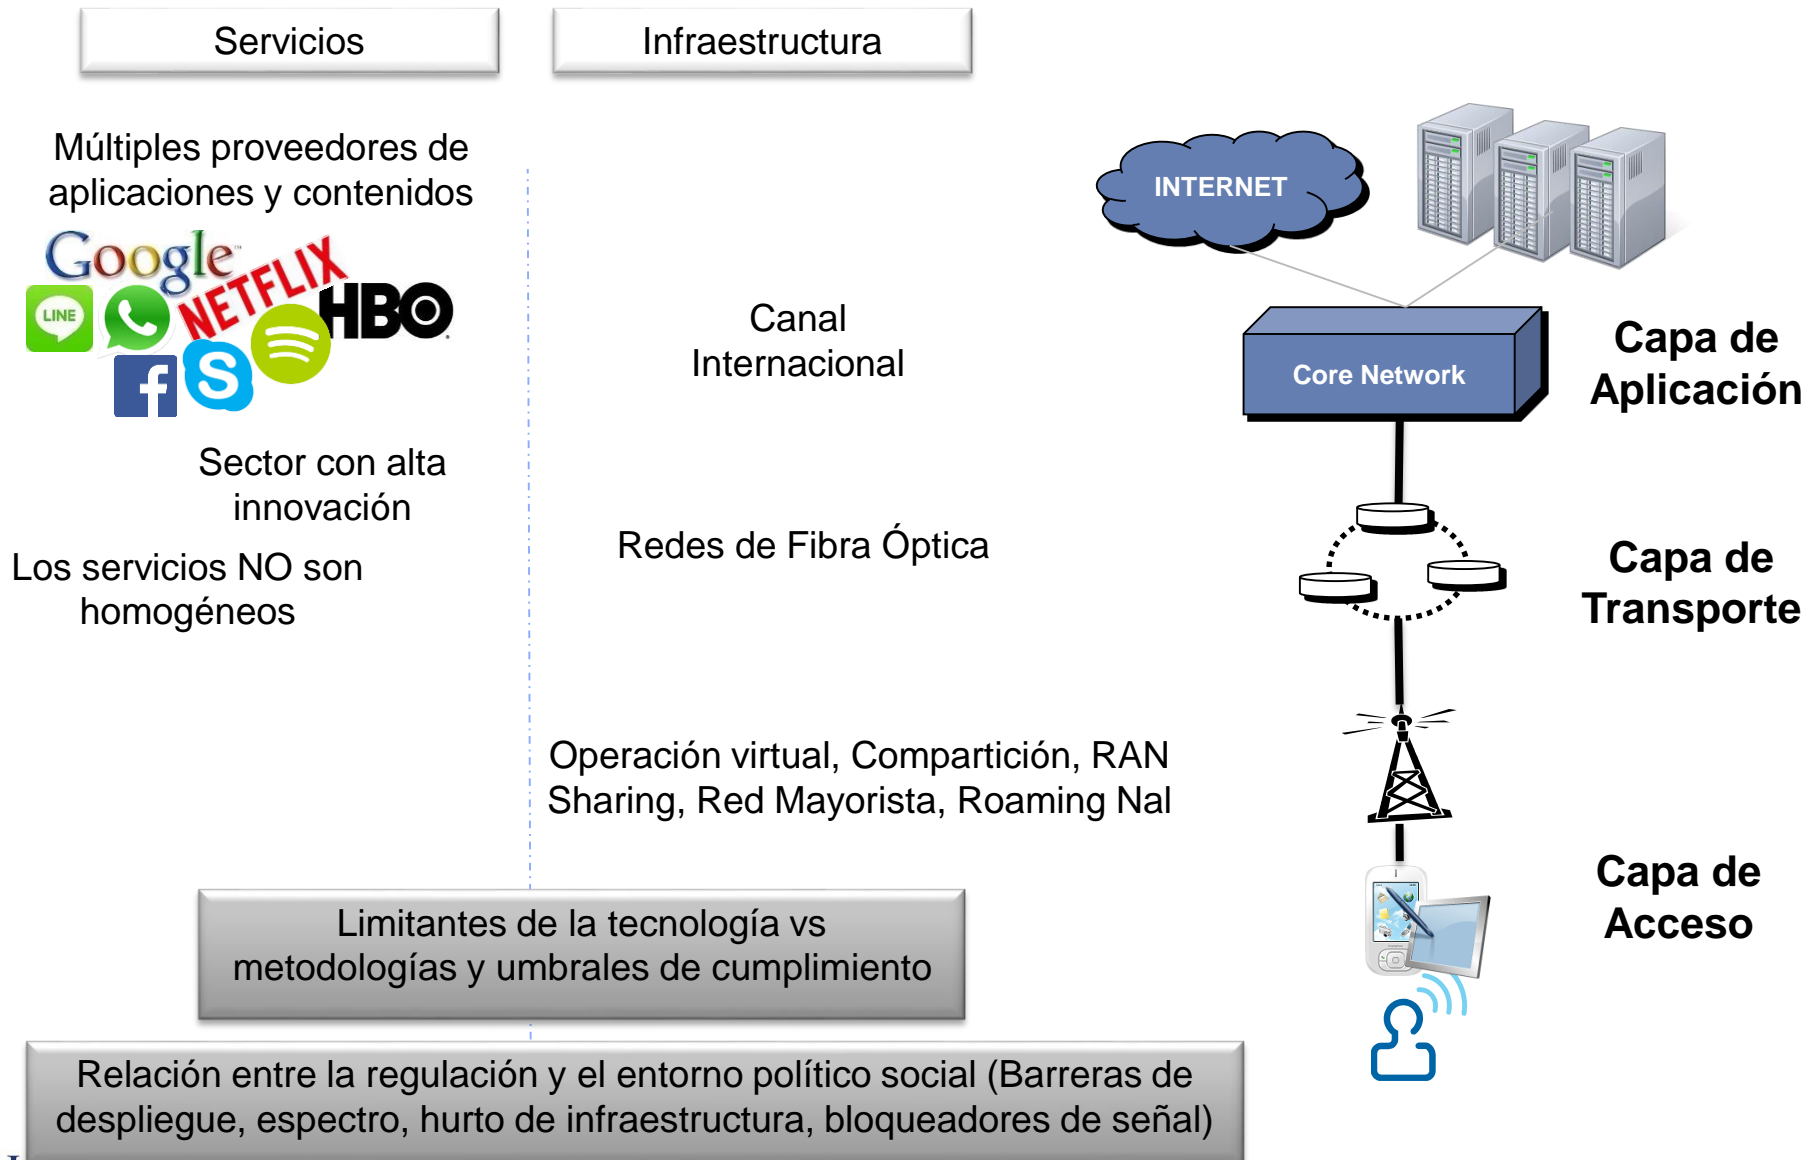 Servicios
Infraestructura
Múltiples proveedores de
aplicaciones y contenidos
Google
NETFLIX
LINE
HBO
f
S
Sector con alta
innovación
Los servicios NO son
homogéneos
Canal
Internacional
Redes de Fibra Óptica
Operación virtual, Compartición, RAN
Sharing, Red Mayorista, Roaming Nal
INTERNET
Core Network
Capa de
Aplicación
Capa de
Transporte
Capa de
Acceso
Limitantes de la tecnología vs
metodologías y umbrales de cumplimiento
Relación entre la regulación y el entorno político social (Barreras de
despliegue, espectro, hurto de infraestructura, bloqueadores de señal)